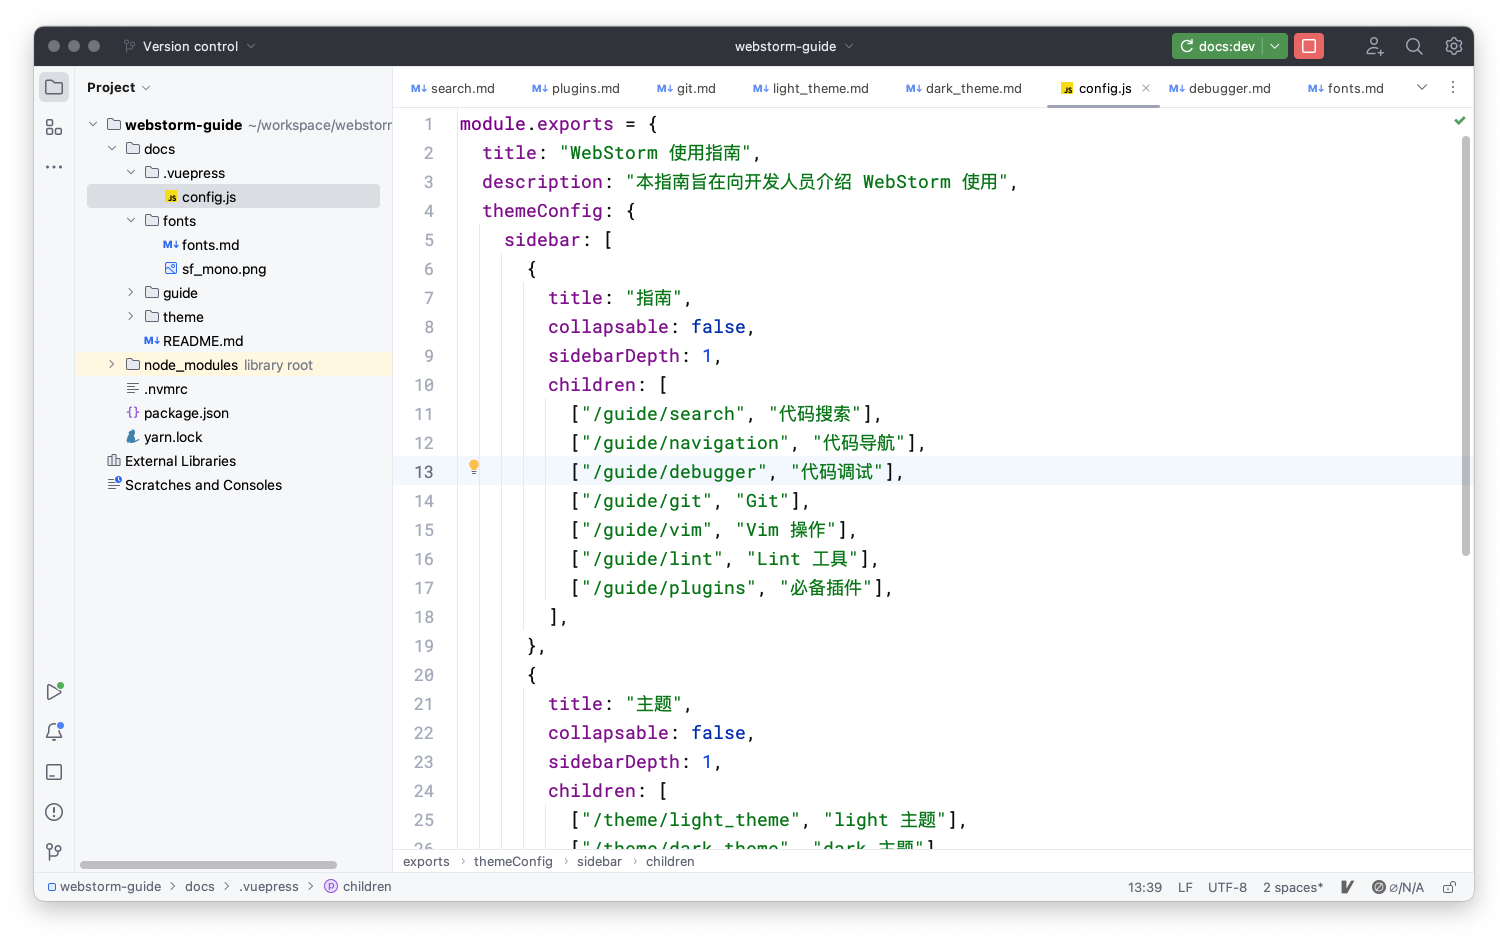 Version control
webstorm-guide
docs:dev
Project
search.md
plugins.md
git.md
light_theme.md
dark_theme.md
config.js
debugger.md
fonts.md
webstorm-guide ~/workspace/webstorm
docs
.vuepress
config.js
fonts
fonts.md
sf_mono.png
guide
theme
README.md
node_modules library root
.nvmrc
package.json
yarn.lock
External Libraries
Scratches and Consoles
1 module.exports = {
2 title: "WebStorm 使用指南",
3 description: "本指南旨在向开发人员介绍 WebStorm 使用",
4 themeConfig: {
5 sidebar: [
6 {
7 title: "指南",
8 collapsable: false,
9 sidebarDepth: 1,
10 children: [
11 ["/guide/search", "代码搜索"],
12 ["/guide/navigation", "代码导航"],
13 ["/guide/debugger", "代码调试"],
14 ["/guide/git", "Git"],
15 ["/guide/vim", "Vim 操作"],
16 ["/guide/lint", "Lint 工具"],
17 ["/guide/plugins", "必备插件"],
18 ],
19 },
20 {
21 title: "主题",
22 collapsable: false,
23 sidebarDepth: 1,
24 children: [
25 ["/theme/light_theme", "light 主题"],
26 ["/theme/dark_theme", "dark 主题"]
exports > themeConfig > sidebar > children
webstorm-guide > docs > .vuepress > children
13:39 LF UTF-8 2 spaces* ⌀/N/A